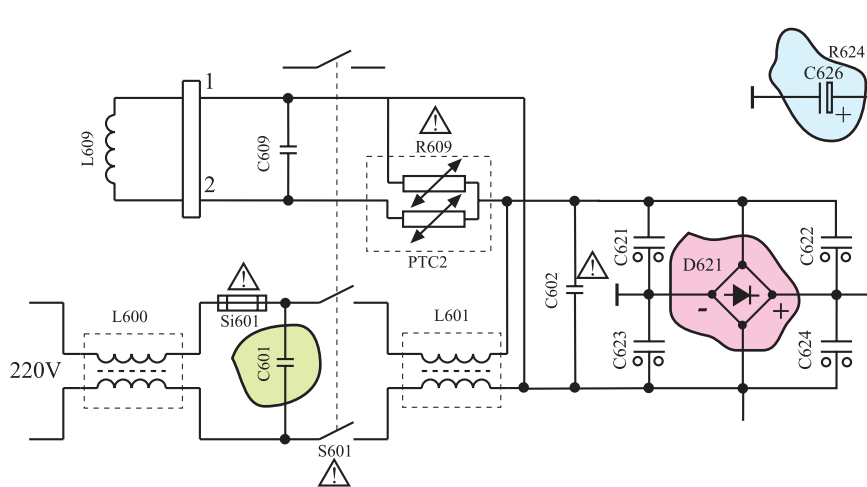 R624
C626
+
1
L609
C609
R609
2
PTC2
C621
C622
D621
C602
- +
L600
Si601
L601
220V
C601
C623
C624
S601
!
!
!
!